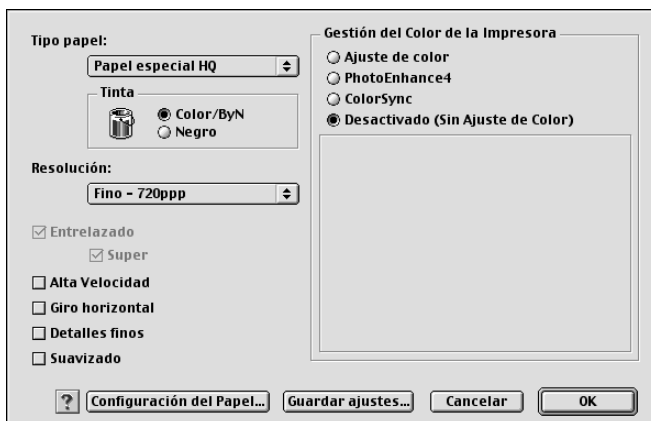 Tipo papel:
Papel especial HQ
Tinta
Color/ByN
Negro
Resolución:
Fino - 720ppp
Entrelazado
Super
Alta Velocidad
Giro horizontal
Detalles finos
Suavizado
Gestión del Color de la Impresora
Ajuste de color
PhotoEnhance4
ColorSync
Desactivado (Sin Ajuste de Color)
? Configuración del Papel... Guardar ajustes... Cancelar OK